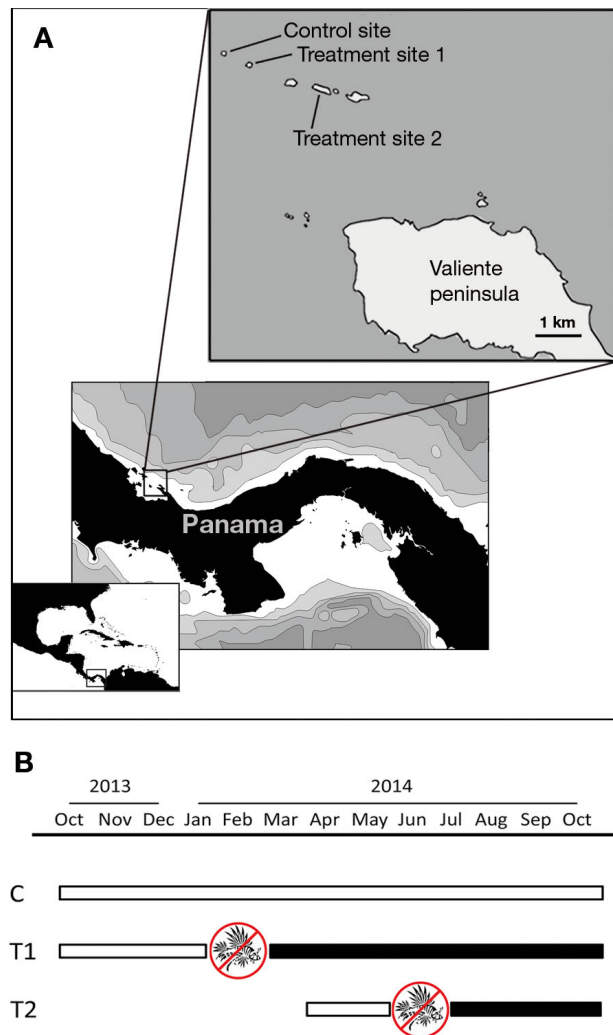 A
Control site
Treatment site 1
Treatment site 2
Valiente
peninsula
1 km
Panama
B
2013 2014
Oct Nov Dec Jan Feb Mar Apr May Jun Jul Aug Sep Oct
C
T1
T2